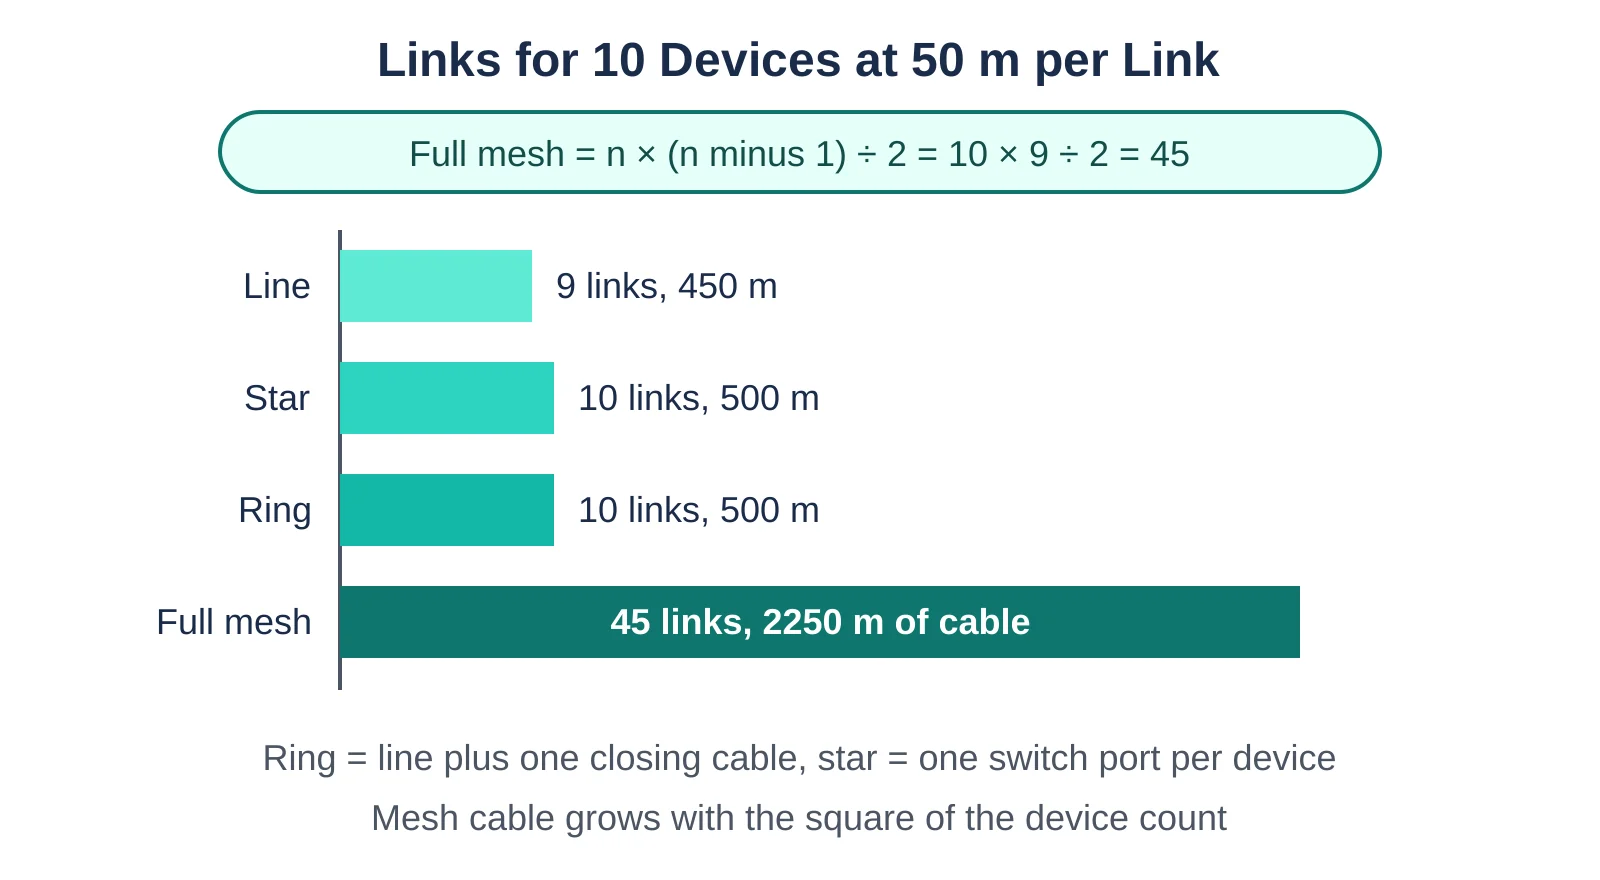 Links for 10 Devices at 50 m per Link
Full mesh = n × (n minus 1) ÷ 2 = 10 × 9 ÷ 2 = 45
Line
9 links, 450 m
Star
10 links, 500 m
Ring
10 links, 500 m
Full mesh
45 links, 2250 m of cable
Ring = line plus one closing cable, star = one switch port per device
Mesh cable grows with the square of the device count